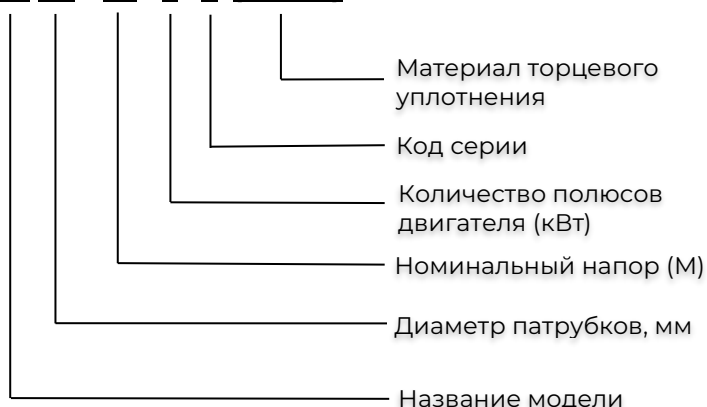 Материал торцевого
уплотнения
Код серии
Количество полюсов
двигателя (кВт)
Номинальный напор (М)
Диаметр патрубков, мм
Название модели